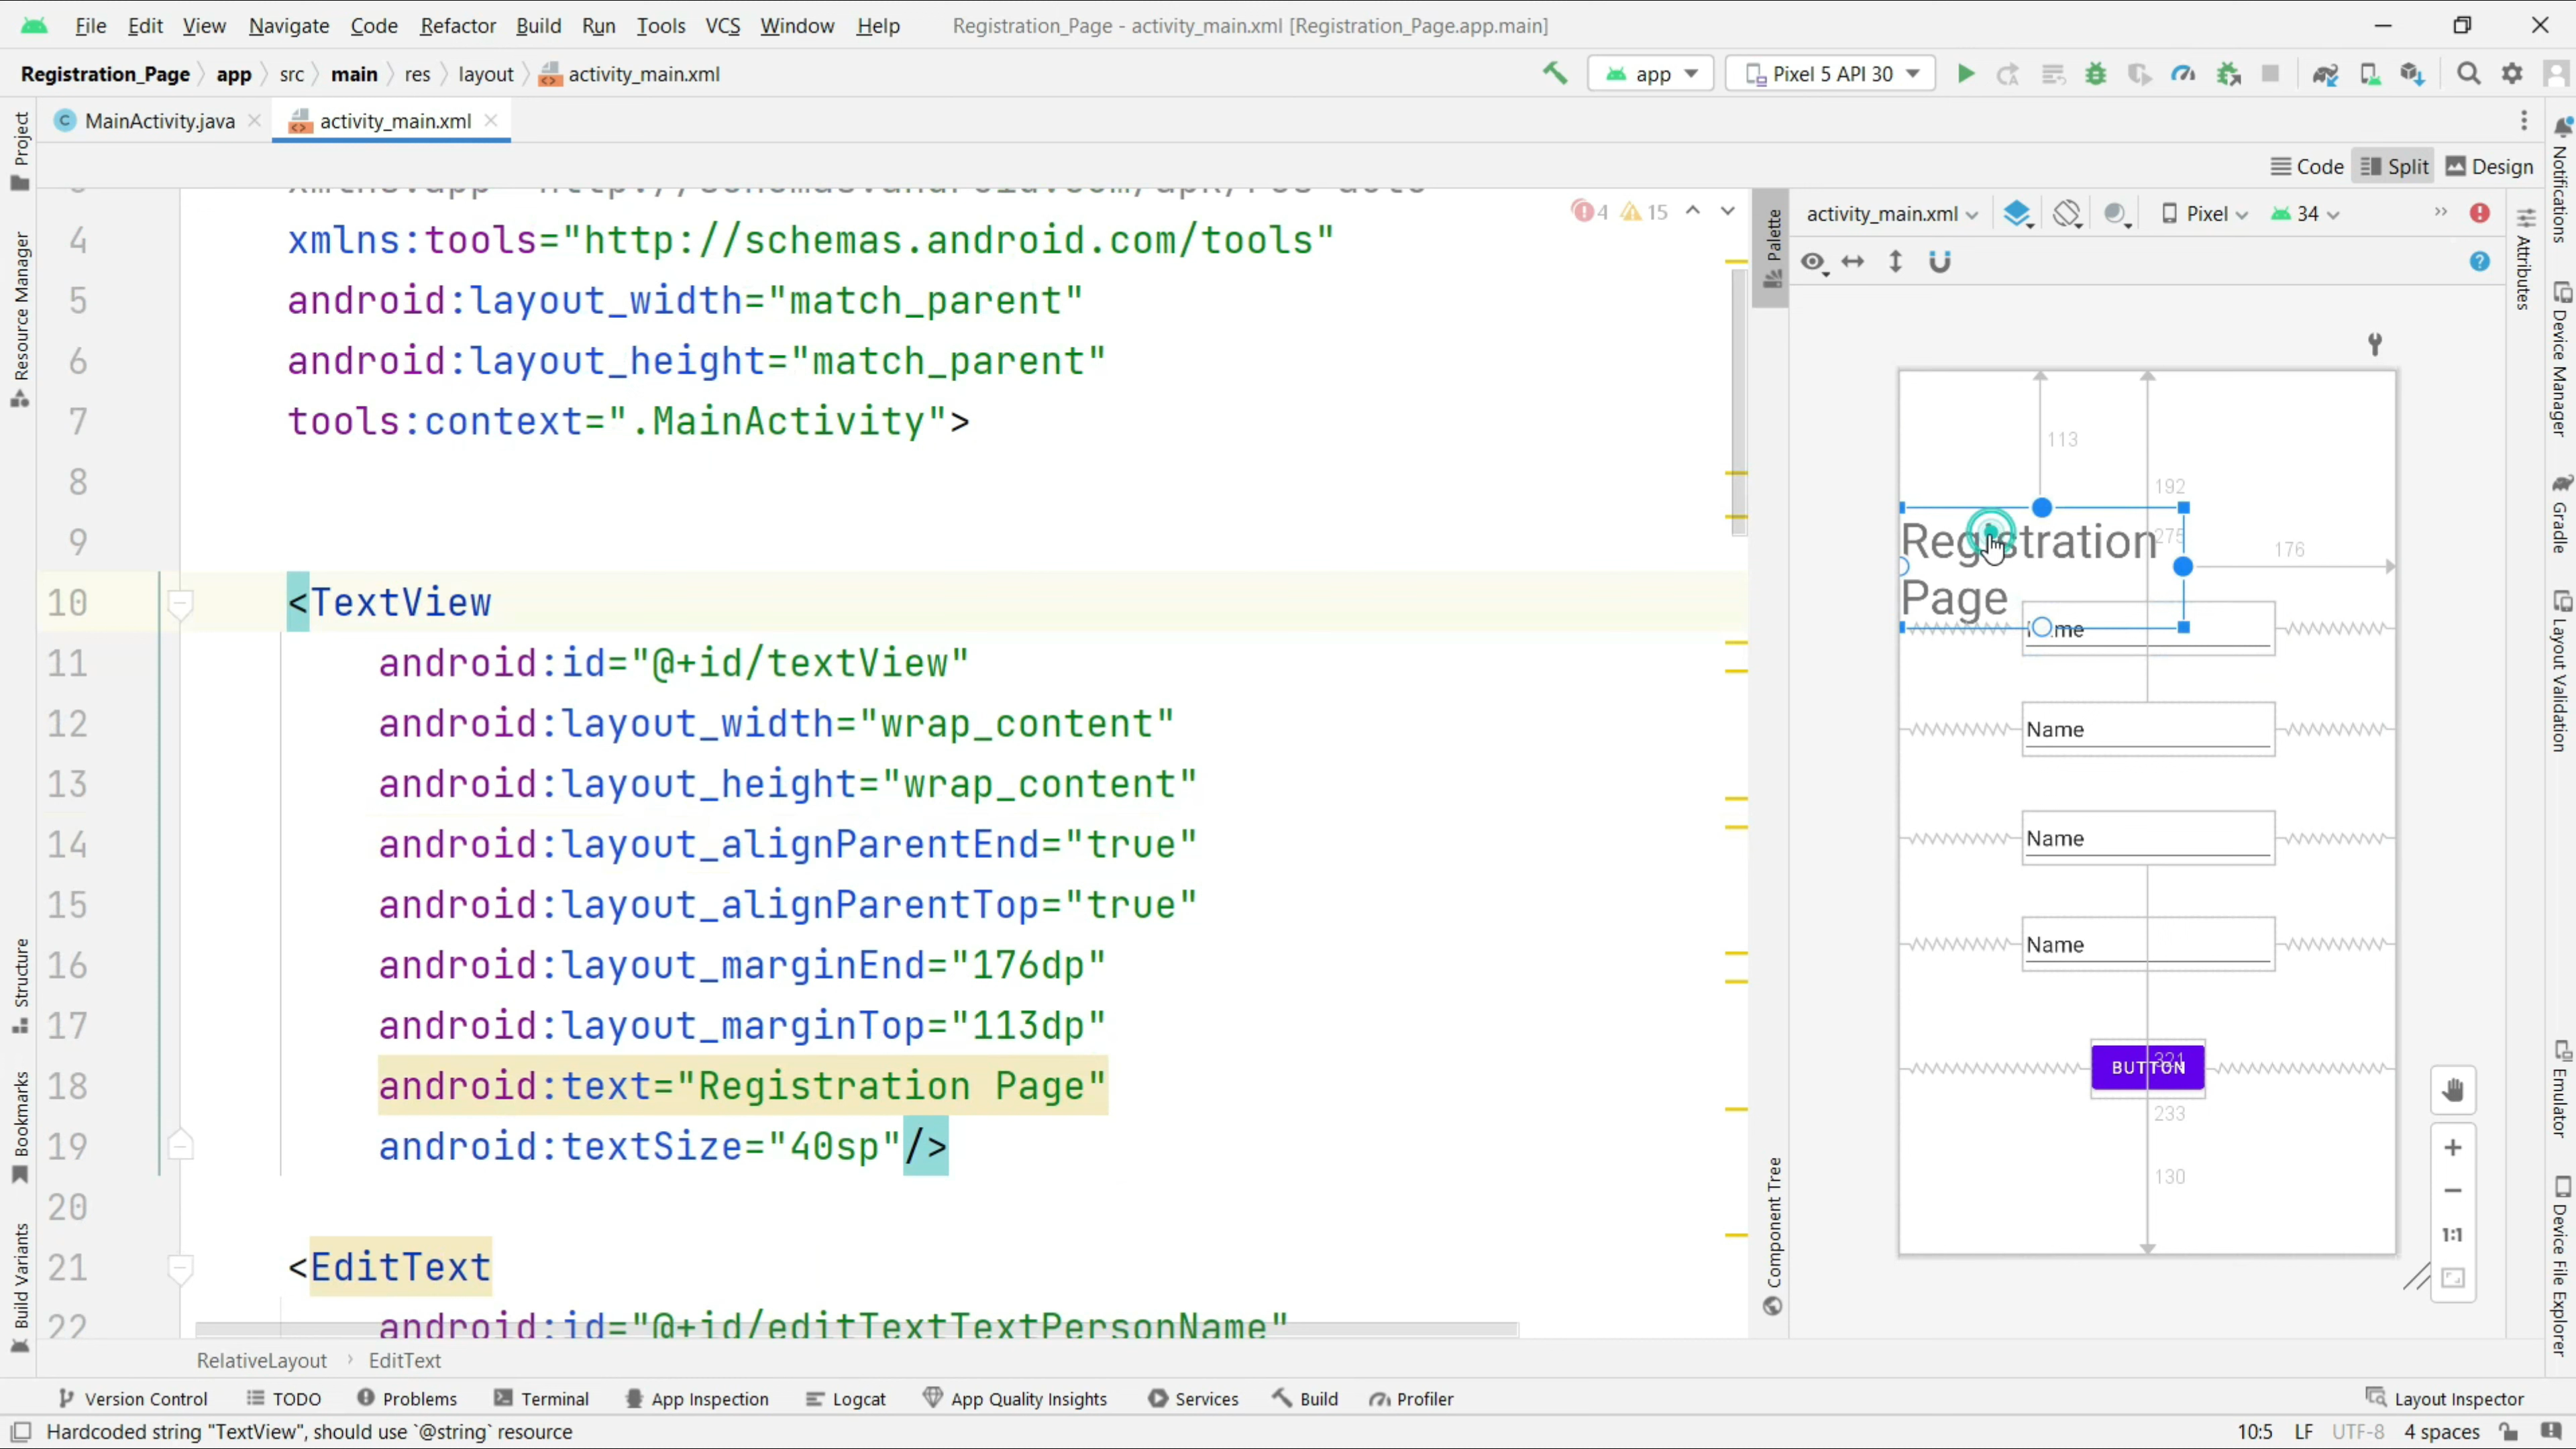 File Edit View Navigate Code Refactor Build Run Tools VCS Window Help Registration_Page - activity_main.xml [Registration_Page.app.main]
Registration_Page app src main res layout activity_main.xml app Pixel 5 API 30
MainActivity.java activity_main.xml
Code Split Design
Project
Resource Manager
Structure
Bookmarks
Build Variants
4 15
4 xmlns:tools="http://schemas.android.com/tools"
5 android:layout_width="match_parent"
6 android:layout_height="match_parent"
7 tools:context=".MainActivity">
8
9
10 <TextView
11 android:id="@+id/textView"
12 android:layout_width="wrap_content"
13 android:layout_height="wrap_content"
14 android:layout_alignParentEnd="true"
15 android:layout_alignParentTop="true"
16 android:layout_marginEnd="176dp"
17 android:layout_marginTop="113dp"
18 android:text="Registration Page"
19 android:textSize="40sp"/>
20
21 <EditText
22 android:id="@+id/editTextTextPersonName"
RelativeLayout EditText
Palette
Component Tree
activity_main.xml Pixel 34
113
192
275
176
Registration
Page
Name
Name
Name
BUTTON
321
233
130
1:1
Attributes
Notifications
Device Manager
Gradle
Layout Validation
Emulator
Device File Explorer
Version Control TODO Problems Terminal App Inspection Logcat App Quality Insights Services Build Profiler Layout Inspector
Hardcoded string "TextView", should use `@string` resource 10:5 LF UTF-8 4 spaces